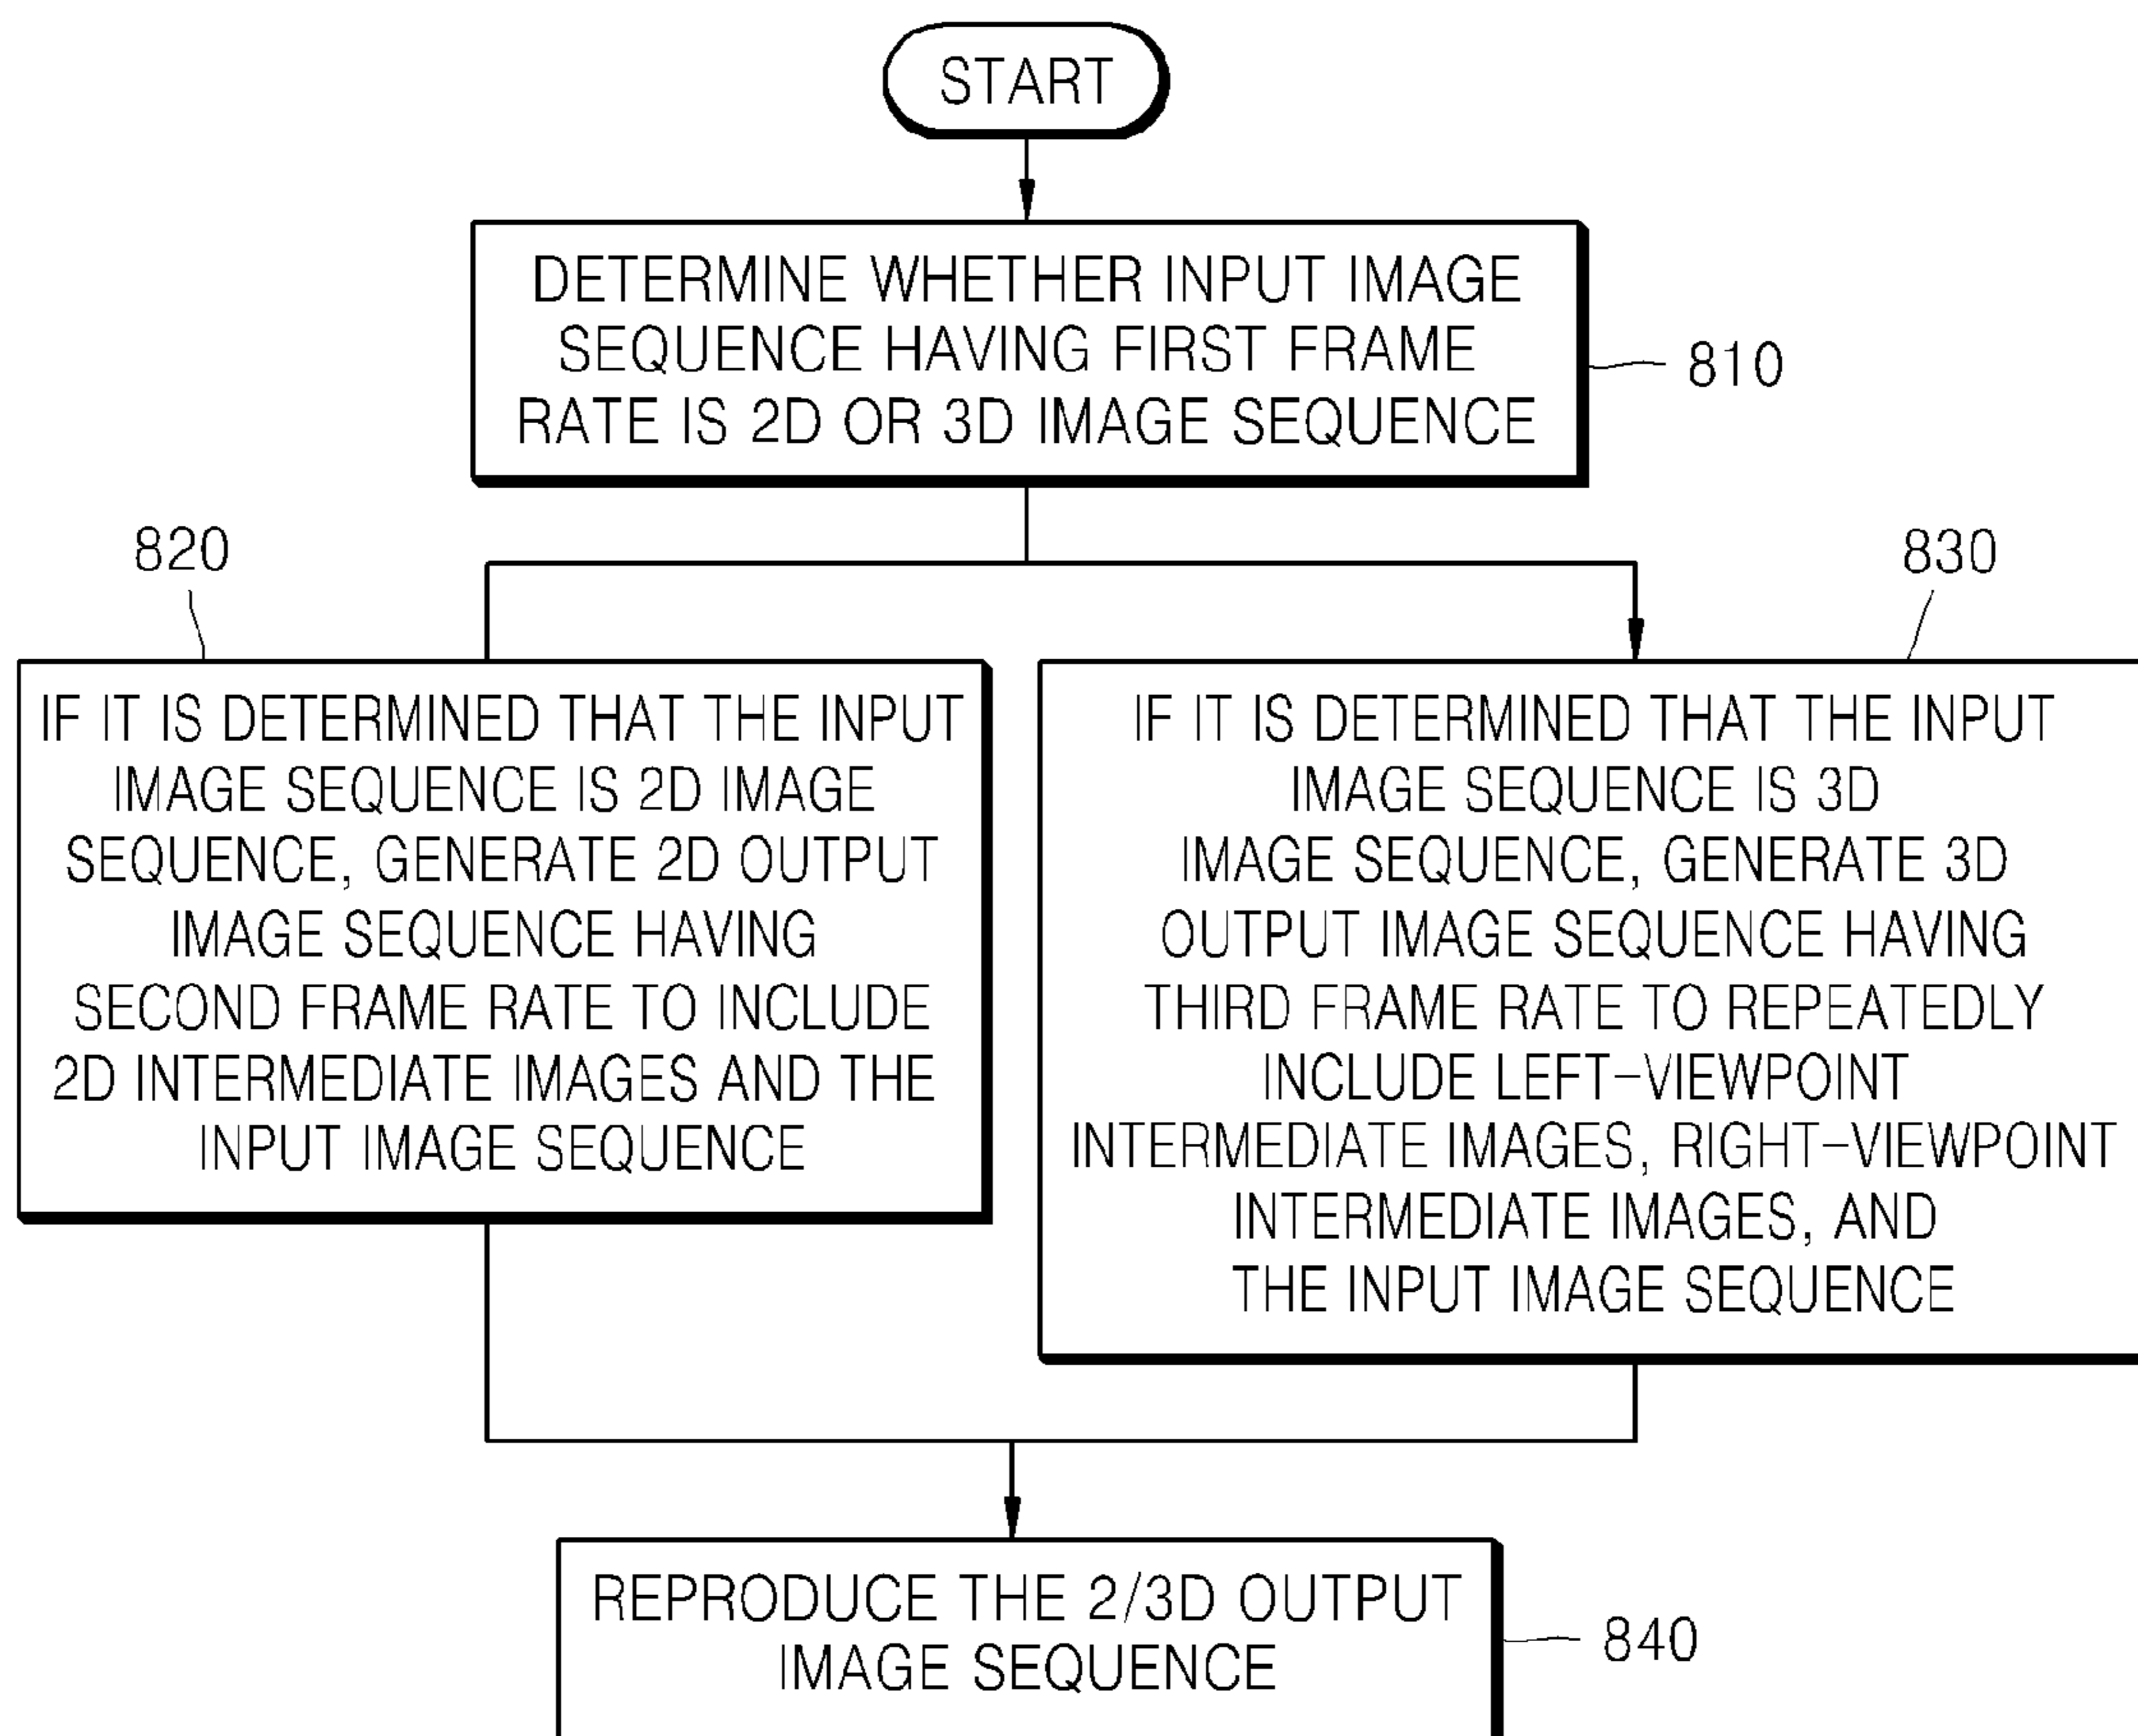 START
DETERMINE WHETHER INPUT IMAGE
SEQUENCE HAVING FIRST FRAME
RATE IS 2D OR 3D IMAGE SEQUENCE
810
820
IF IT IS DETERMINED THAT THE INPUT
IMAGE SEQUENCE IS 2D IMAGE
SEQUENCE, GENERATE 2D OUTPUT
IMAGE SEQUENCE HAVING
SECOND FRAME RATE TO INCLUDE
2D INTERMEDIATE IMAGES AND THE
INPUT IMAGE SEQUENCE
830
IF IT IS DETERMINED THAT THE INPUT
IMAGE SEQUENCE IS 3D
IMAGE SEQUENCE, GENERATE 3D
OUTPUT IMAGE SEQUENCE HAVING
THIRD FRAME RATE TO REPEATEDLY
INCLUDE LEFT-VIEWPOINT
INTERMEDIATE IMAGES, RIGHT-VIEWPOINT
INTERMEDIATE IMAGES, AND
THE INPUT IMAGE SEQUENCE
REPRODUCE THE 2/3D OUTPUT
IMAGE SEQUENCE
840